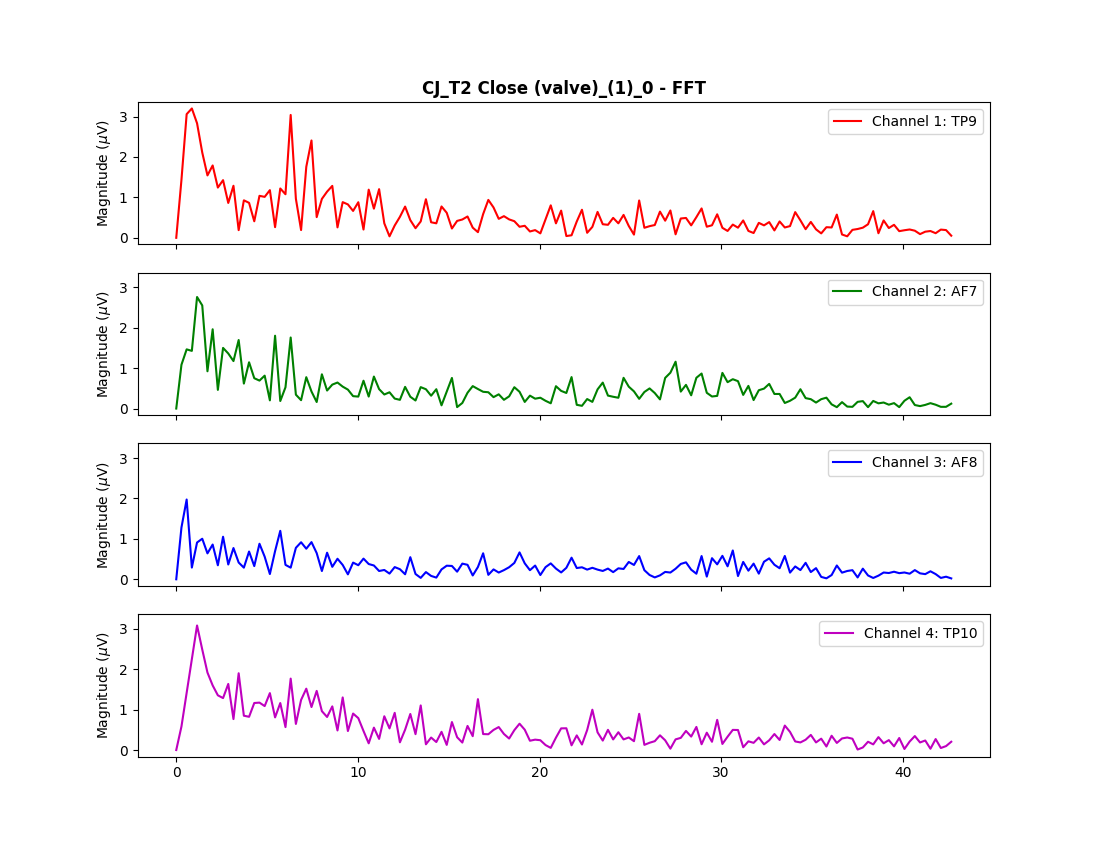 CJ_T2 Close (valve)_(1)_0 - FFT
Magnitude (μV)
3
2
1
0
Channel 1: TP9
Magnitude (μV)
3
2
1
0
Channel 2: AF7
Magnitude (μV)
3
2
1
0
Channel 3: AF8
Magnitude (μV)
3
2
1
0
Channel 4: TP10
0 10 20 30 40